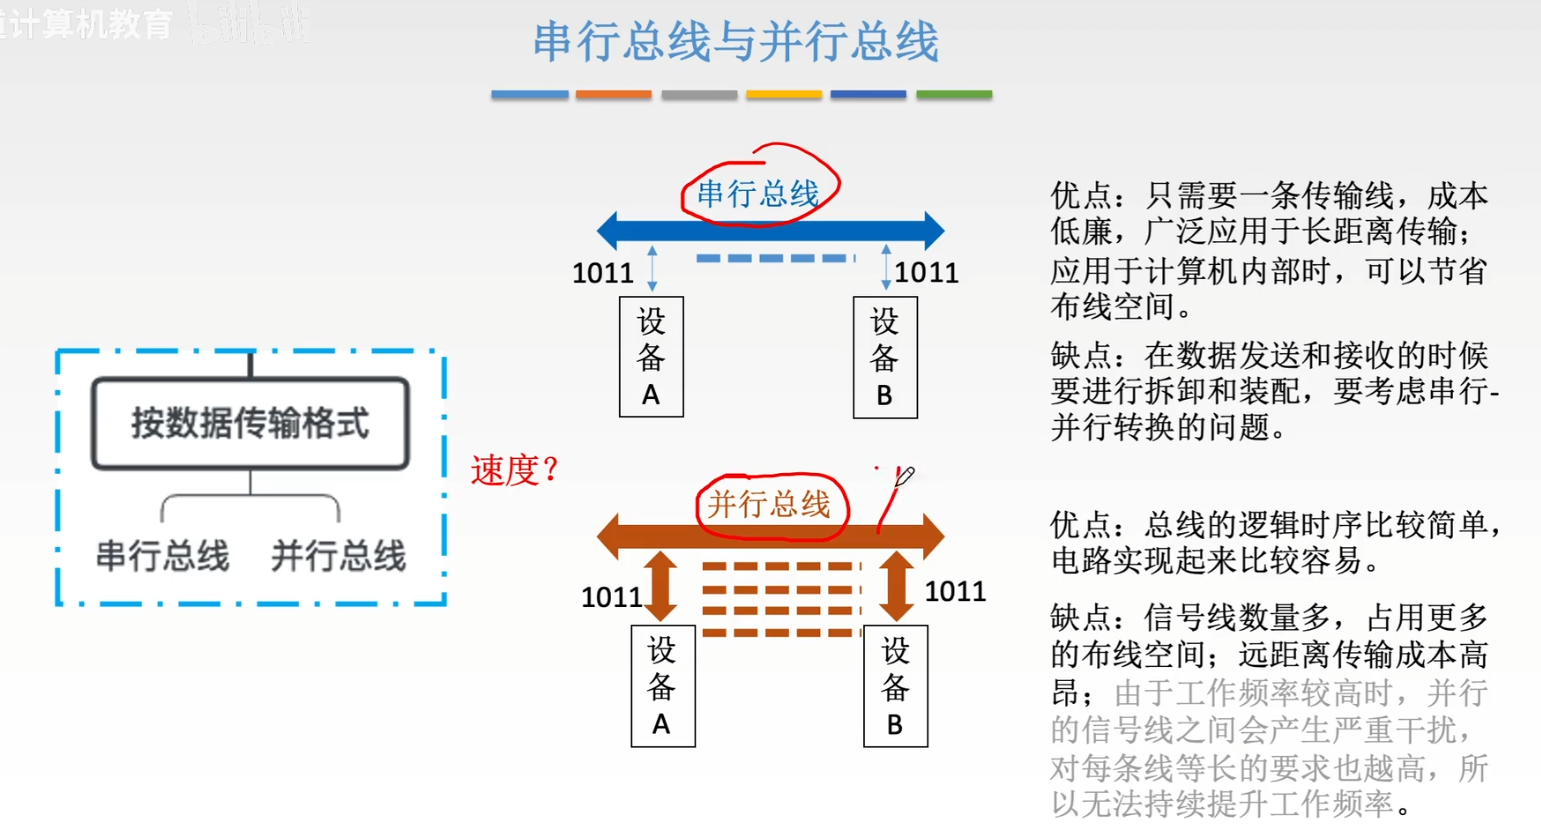 道计算机教育 bilibili
串行总线与并行总线
串行总线
1011
1011
设备A
设备B
优点：只需要一条传输线，成本
低廉，广泛应用于长距离传输；
应用于计算机内部时，可以节省
布线空间。
缺点：在数据发送和接收的时候
要进行拆卸和装配，要考虑串行-
并行转换的问题。
按数据传输格式
串行总线
并行总线
速度？
并行总线
1011
1011
设备A
设备B
优点：总线的逻辑时序比较简单，
电路实现起来比较容易。
缺点：信号线数量多，占用更多
的布线空间；远距离传输成本高
昂；由于工作频率较高时，并行
的信号线之间会产生严重干扰，
对每条线等长的要求也越高，所
以无法持续提升工作频率。